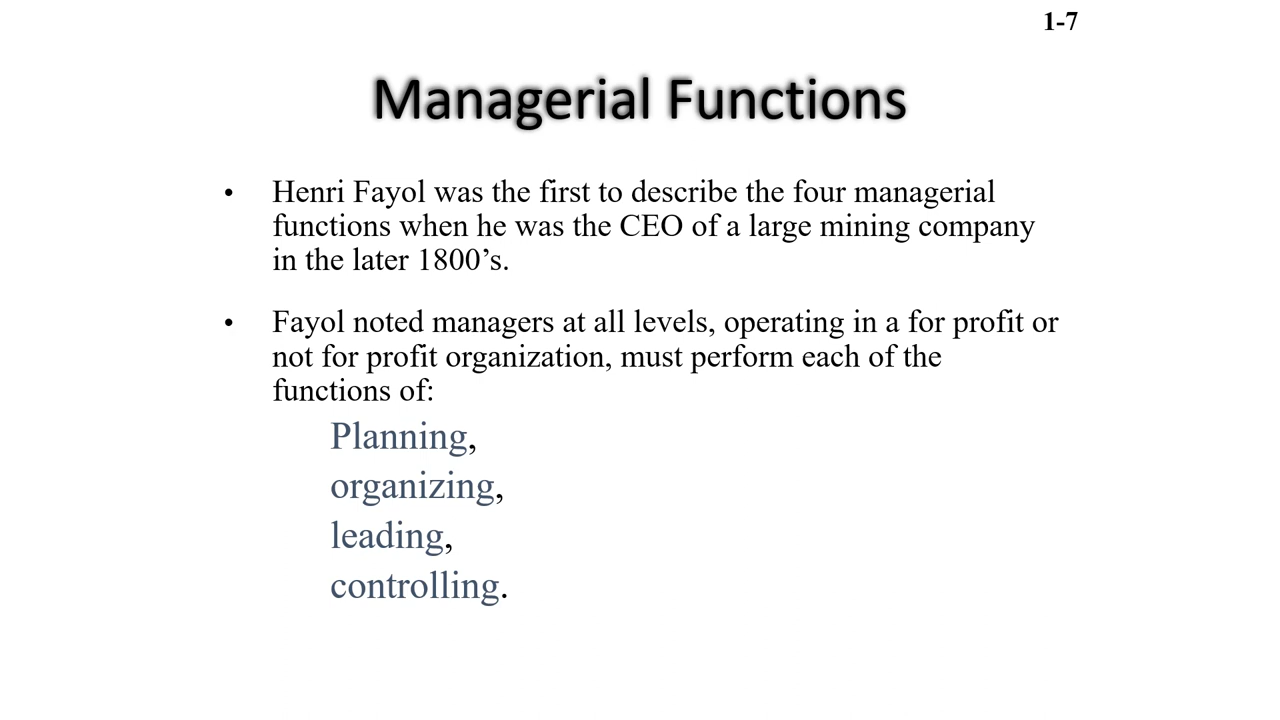 1-7
Managerial Functions
• Henri Fayol was the first to describe the four managerial
functions when he was the CEO of a large mining company
in the later 1800’s.
• Fayol noted managers at all levels, operating in a for profit or
not for profit organization, must perform each of the
functions of:
Planning,
organizing,
leading,
controlling.